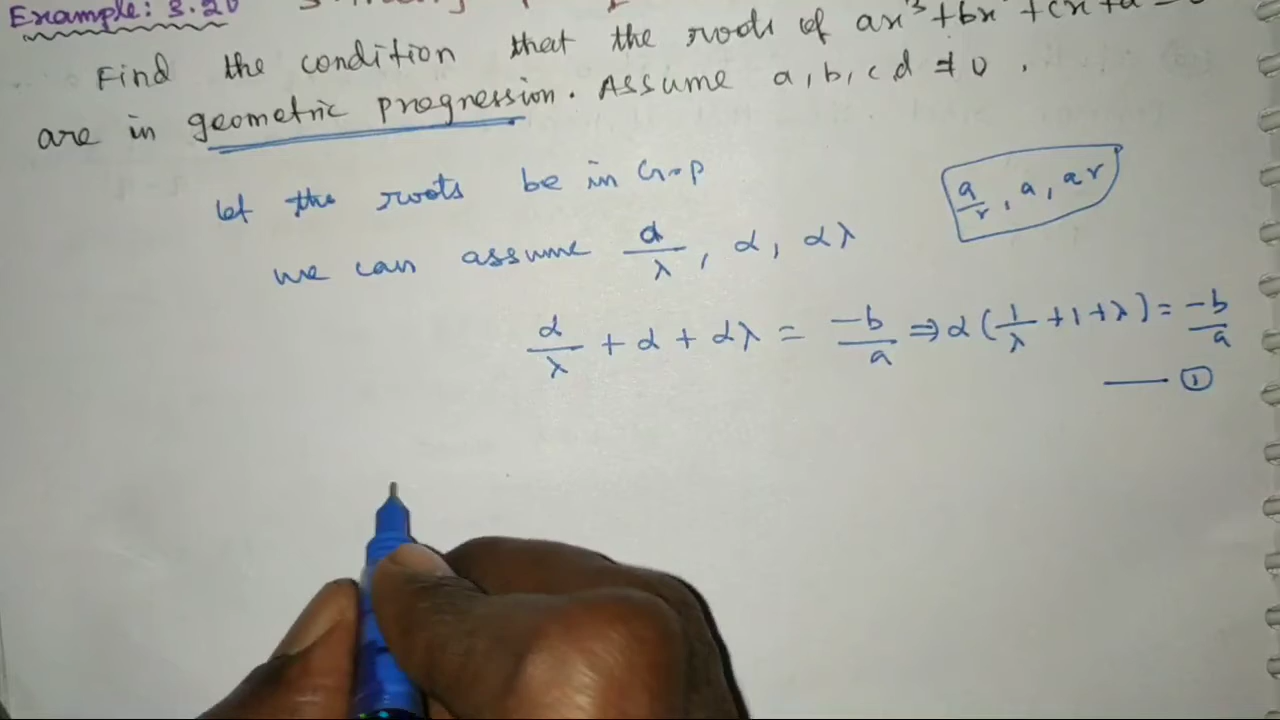 Example: 3.20
Find the condition that the roots of ax³+bx +cx+d
are in geometric progression. Assume a, b, c d ≠ 0 .
let the roots be in G.P
a/r, a, ar
we can assume α/λ, α, αλ
α/λ + α + αλ = -b/a ⇒ α(1/λ +1+λ) = -b/a
—— ①